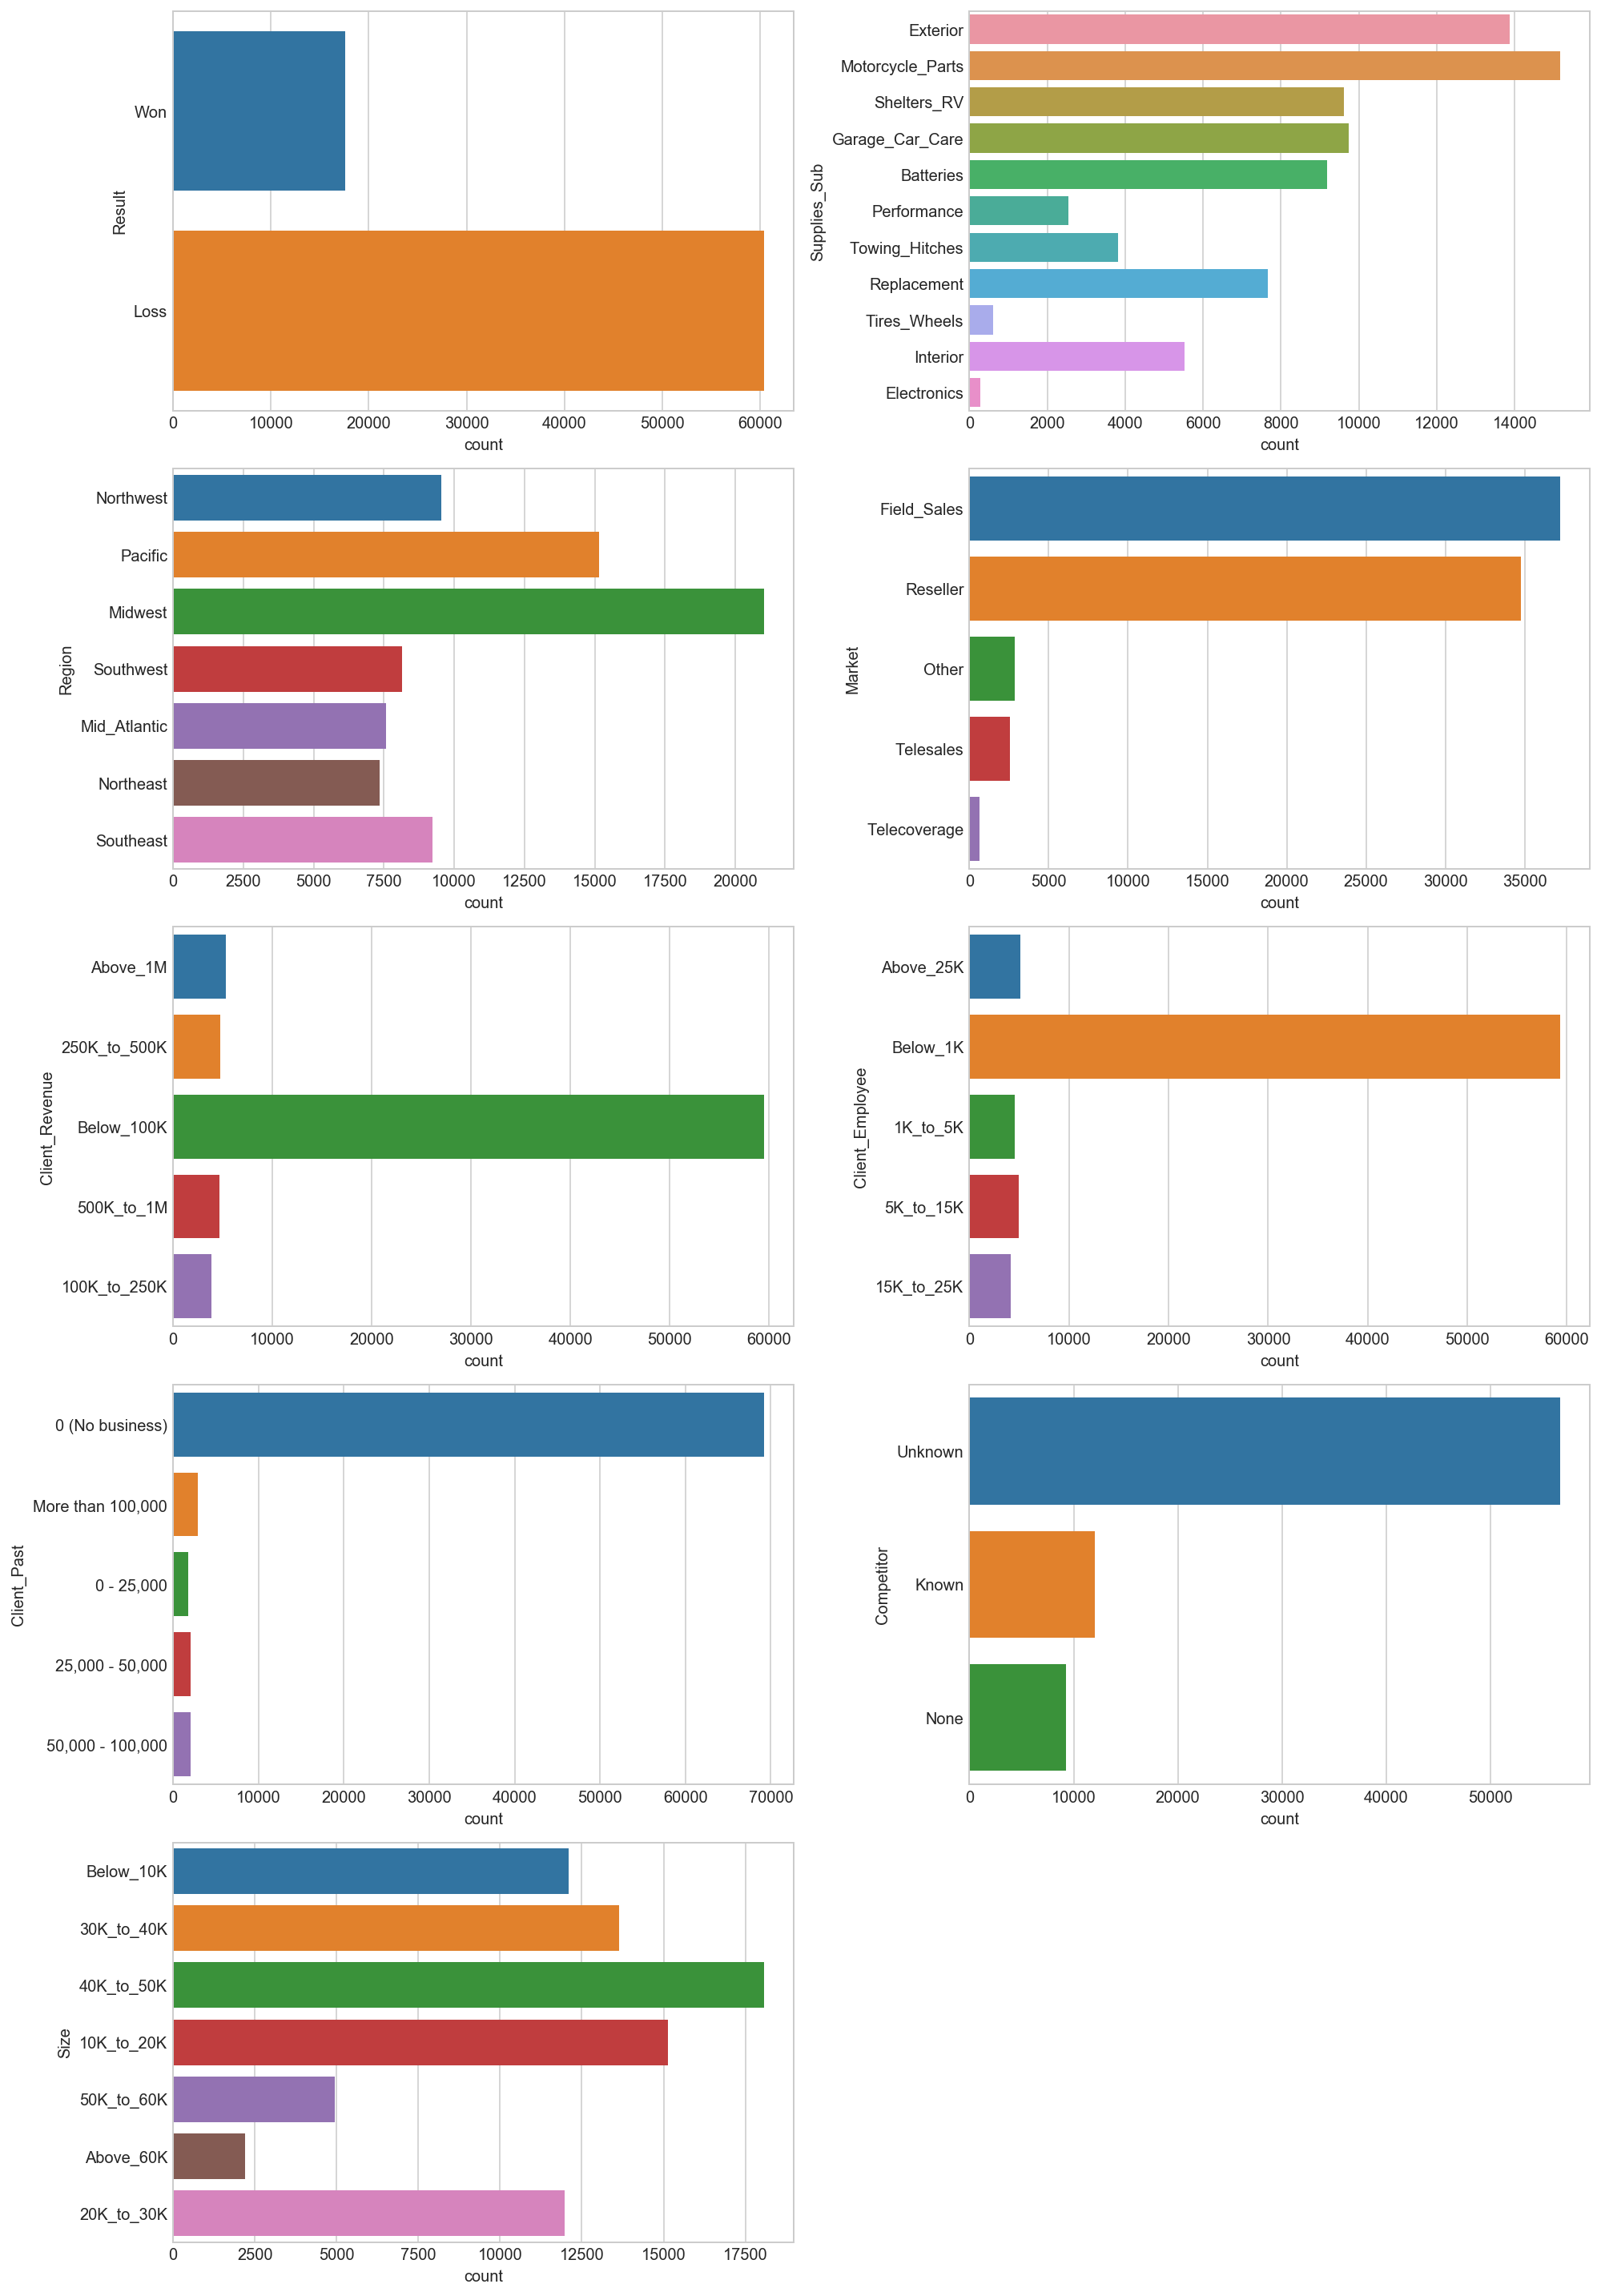 Result
Won
Loss
0 10000 20000 30000 40000 50000 60000
count
Supplies_Sub
Exterior
Motorcycle_Parts
Shelters_RV
Garage_Car_Care
Batteries
Performance
Towing_Hitches
Replacement
Tires_Wheels
Interior
Electronics
0 2000 4000 6000 8000 10000 12000 14000
count
Region
Northwest
Pacific
Midwest
Southwest
Mid_Atlantic
Northeast
Southeast
0 2500 5000 7500 10000 12500 15000 17500 20000
count
Market
Field_Sales
Reseller
Other
Telesales
Telecoverage
0 5000 10000 15000 20000 25000 30000 35000
count
Client_Revenue
Above_1M
250K_to_500K
Below_100K
500K_to_1M
100K_to_250K
0 10000 20000 30000 40000 50000 60000
count
Client_Employee
Above_25K
Below_1K
1K_to_5K
5K_to_15K
15K_to_25K
0 10000 20000 30000 40000 50000 60000
count
Client_Past
0 (No business)
More than 100,000
0 - 25,000
25,000 - 50,000
50,000 - 100,000
0 10000 20000 30000 40000 50000 60000 70000
count
Competitor
Unknown
Known
None
0 10000 20000 30000 40000 50000
count
Size
Below_10K
30K_to_40K
40K_to_50K
10K_to_20K
50K_to_60K
Above_60K
20K_to_30K
0 2500 5000 7500 10000 12500 15000 17500
count